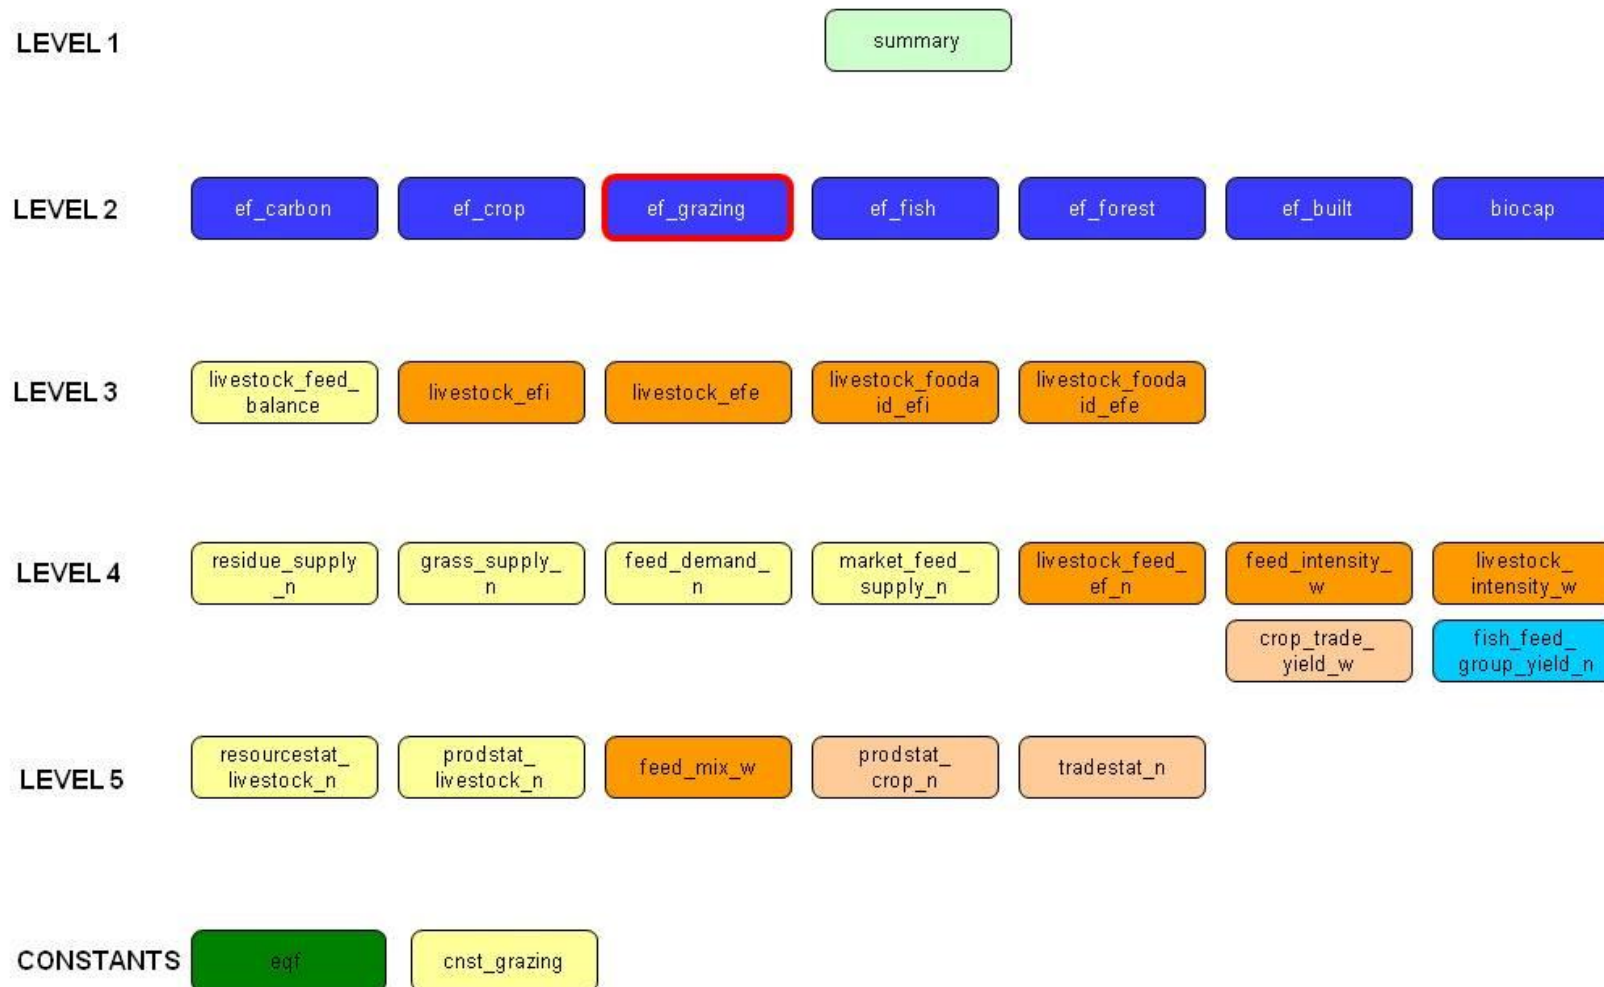 LEVEL 1
summary
LEVEL 2
ef_carbon
ef_crop
ef_grazing
ef_fish
ef_forest
ef_built
biocap
LEVEL 3
livestock_feed_
balance
livestock_efi
livestock_efe
livestock_fooda
id_efi
livestock_fooda
id_efe
LEVEL 4
residue_supply
_n
grass_supply_
n
feed_demand_
n
market_feed_
supply_n
livestock_feed_
ef_n
feed_intensity_
w
livestock_
intensity_w
crop_trade_
yield_w
fish_feed_
group_yield_n
LEVEL 5
resourcestat_
livestock_n
prodstat_
livestock_n
feed_mix_w
prodstat_
crop_n
tradestat_n
CONSTANTS
eqf
cnst_grazing